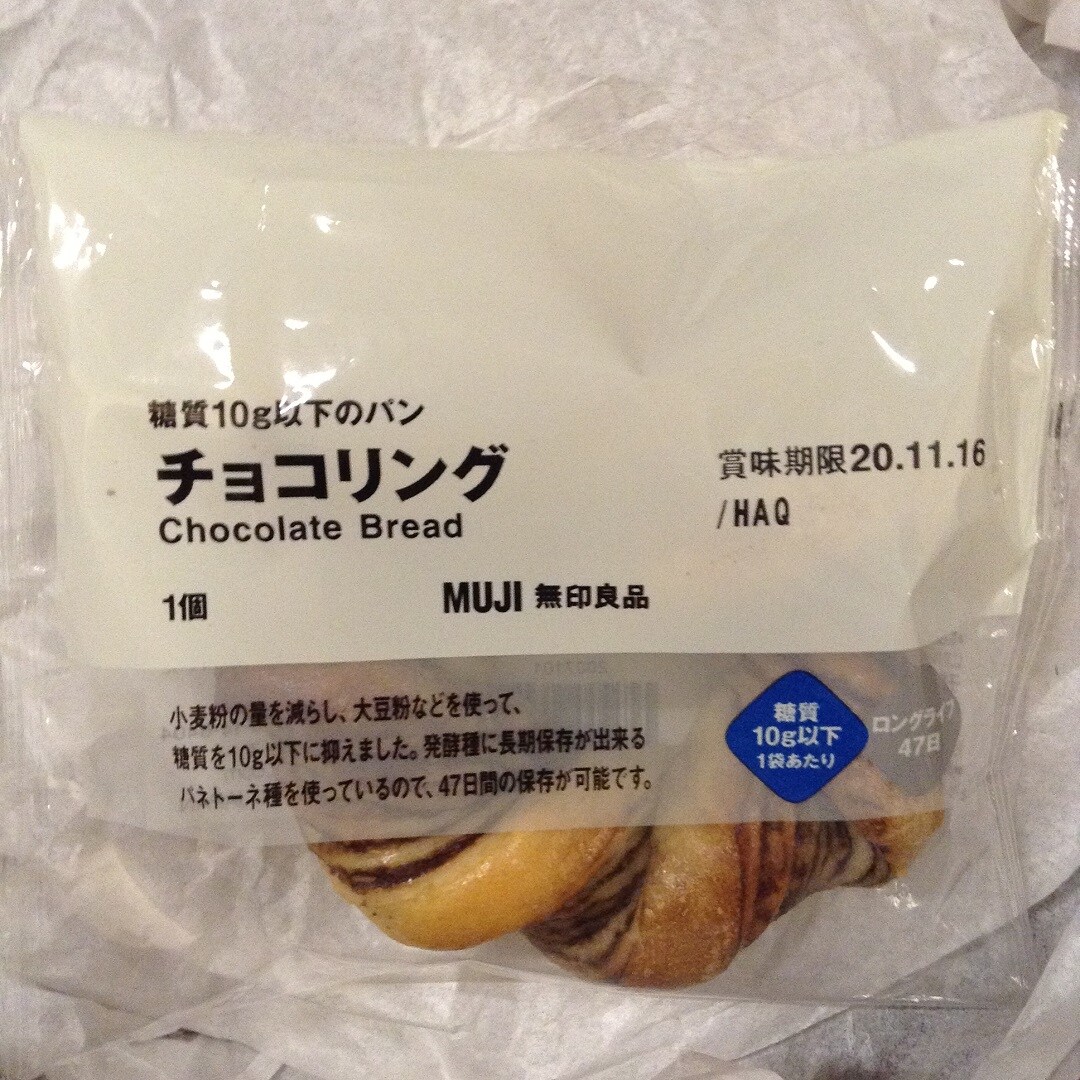 糖質10g以下のパン
チョコリング
Chocolate Bread
賞味期限20.11.16
/HAQ
1個
MUJI 無印良品
小麦粉の量を減らし、大豆粉などを使って、
糖質を10g以下に抑えました。発酵種に長期保存が出来る
パネトーネ種を使っているので、47日間の保存が可能です。
糖質
10g以下
1袋あたり
ロングライフ
47日